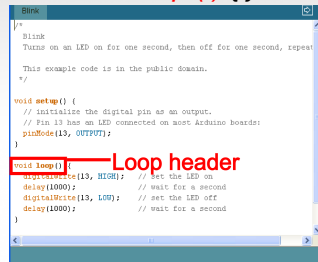 Blink
/*
Blink
Turns on an LED on for one second, then off for one second, repeat
This example code is in the public domain.
*/
void setup() {
// initialize the digital pin as an output.
// Pin 13 has an LED connected on most Arduino boards:
pinMode(13, OUTPUT);
}
void loop() {
Loop header
digitalWrite(13, HIGH); // set the LED on
delay(1000); // wait for a second
digitalWrite(13, LOW); // set the LED off
delay(1000); // wait for a second
}